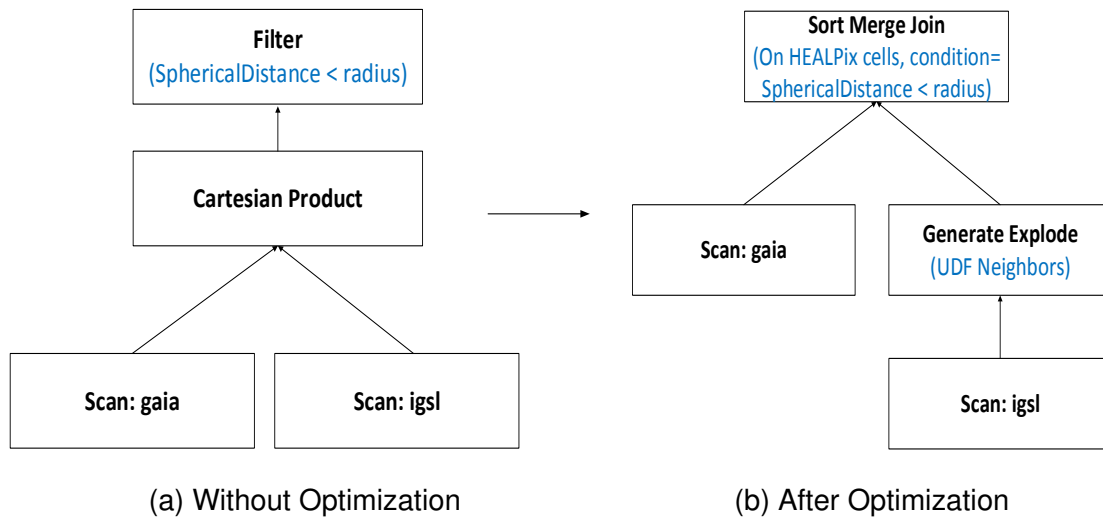 Filter
(SphericalDistance < radius)
Cartesian Product
Scan: gaia
Scan: igsl
(a) Without Optimization
Sort Merge Join
(On HEALPix cells, condition=
SphericalDistance < radius)
Scan: gaia
Generate Explode
(UDF Neighbors)
Scan: igsl
(b) After Optimization